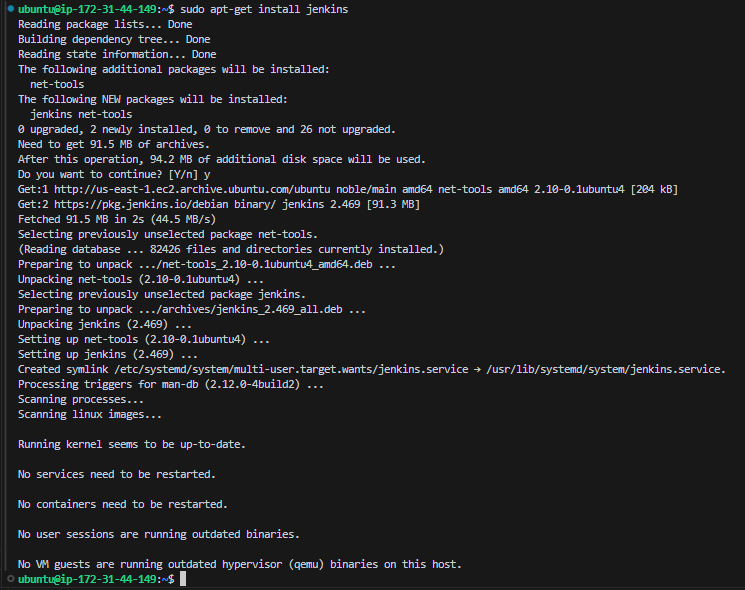 ubuntu@ip-172-31-44-149:~$ sudo apt-get install jenkins
Reading package lists... Done
Building dependency tree... Done
Reading state information... Done
The following additional packages will be installed:
  net-tools
The following NEW packages will be installed:
  jenkins net-tools
0 upgraded, 2 newly installed, 0 to remove and 26 not upgraded.
Need to get 91.5 MB of archives.
After this operation, 94.2 MB of additional disk space will be used.
Do you want to continue? [Y/n] y
Get:1 http://us-east-1.ec2.archive.ubuntu.com/ubuntu noble/main amd64 net-tools amd64 2.10-0.1ubuntu4 [204 kB]
Get:2 https://pkg.jenkins.io/debian binary/ jenkins 2.469 [91.3 MB]
Fetched 91.5 MB in 2s (44.5 MB/s)
Selecting previously unselected package net-tools.
(Reading database ... 82426 files and directories currently installed.)
Preparing to unpack .../net-tools_2.10-0.1ubuntu4_amd64.deb ...
Unpacking net-tools (2.10-0.1ubuntu4) ...
Selecting previously unselected package jenkins.
Preparing to unpack .../archives/jenkins_2.469_all.deb ...
Unpacking jenkins (2.469) ...
Setting up net-tools (2.10-0.1ubuntu4) ...
Setting up jenkins (2.469) ...
Created symlink /etc/systemd/system/multi-user.target.wants/jenkins.service → /usr/lib/systemd/system/jenkins.service.
Processing triggers for man-db (2.12.0-4build2) ...
Scanning processes...
Scanning linux images...

Running kernel seems to be up-to-date.

No services need to be restarted.

No containers need to be restarted.

No user sessions are running outdated binaries.

No VM guests are running outdated hypervisor (qemu) binaries on this host.
ubuntu@ip-172-31-44-149:~$